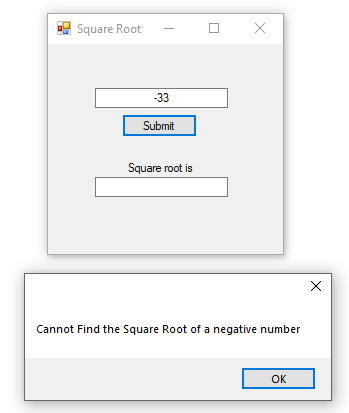 Square Root
-33
Submit
Square root is
Cannot Find the Square Root of a negative number
OK